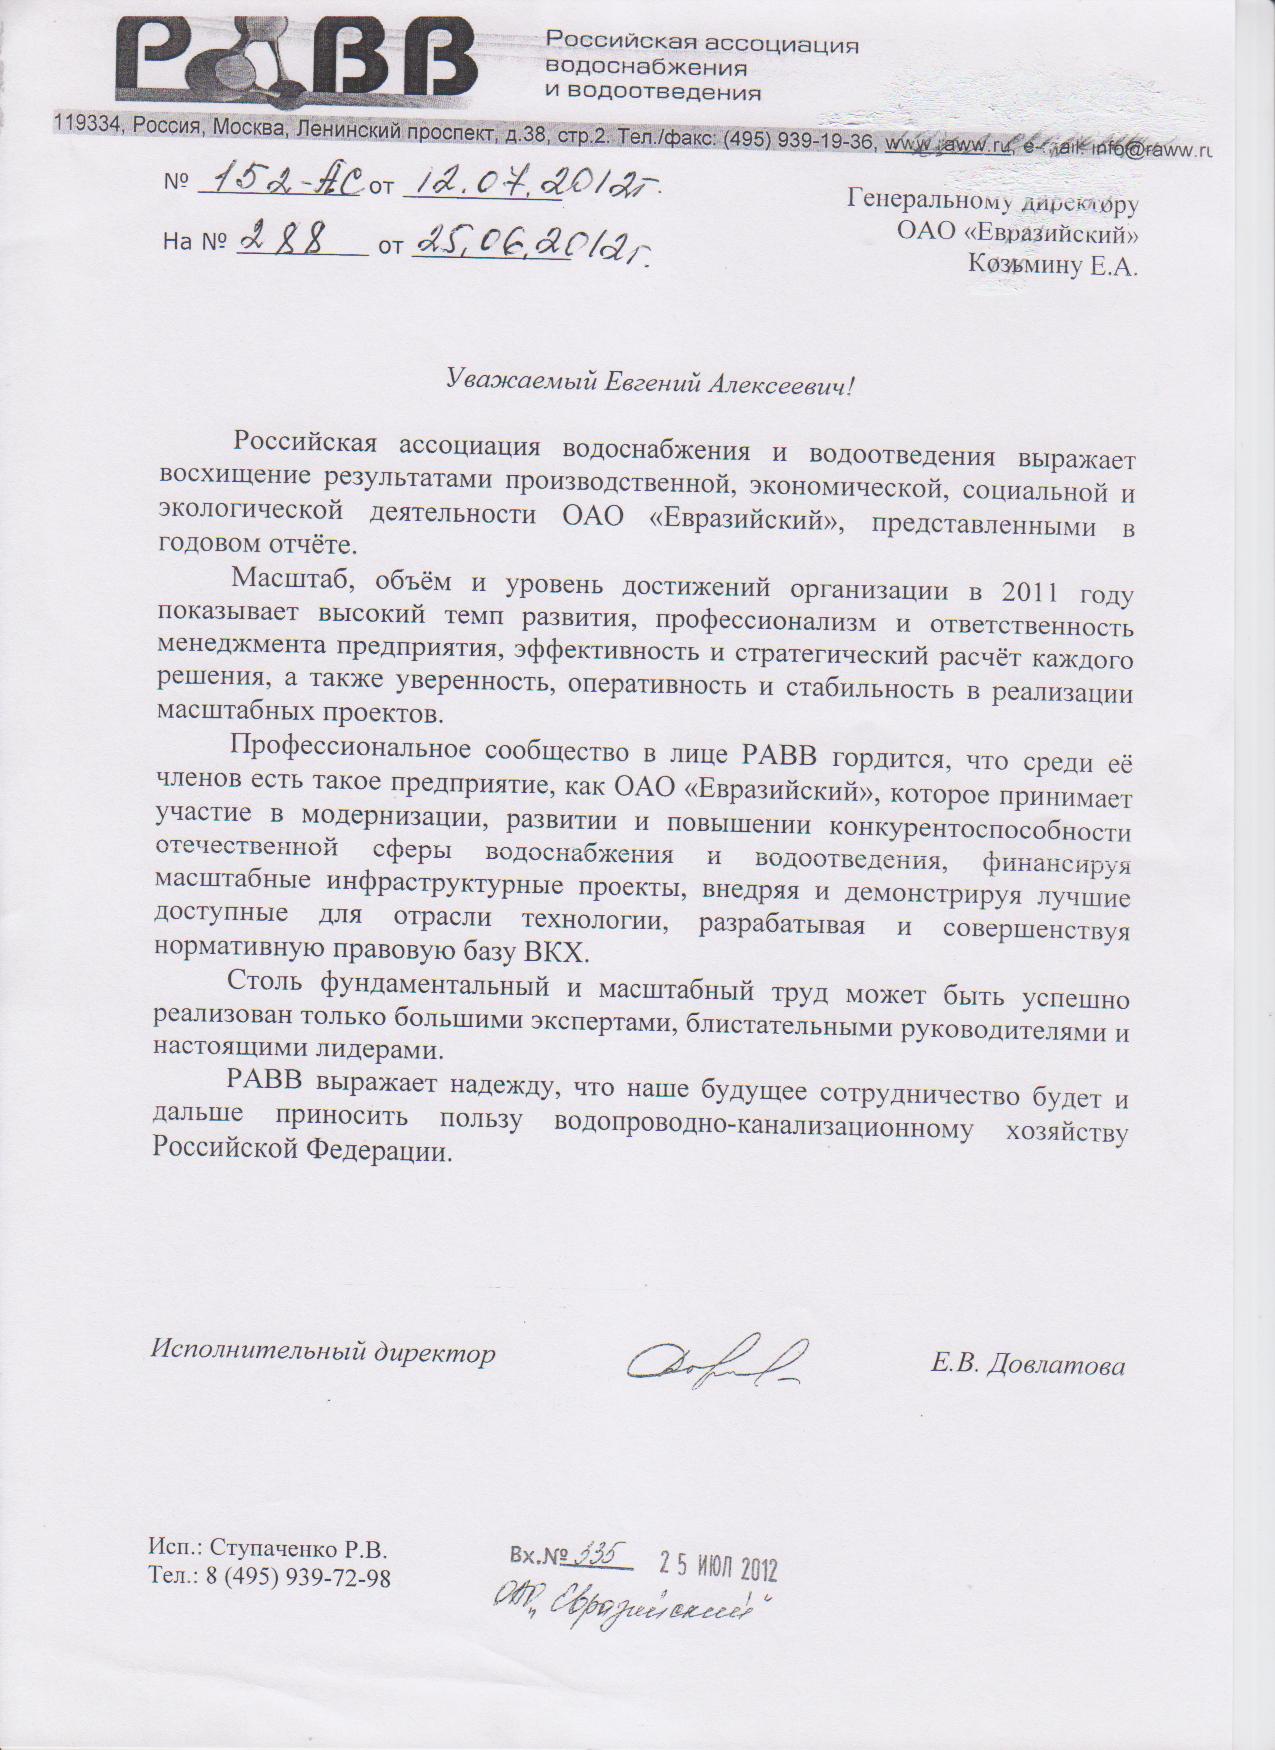 РАВВ
Российская ассоциация
водоснабжения
и водоотведения
119334, Россия, Москва, Ленинский проспект, д.38, стр.2. Тел./факс: (495) 939-19-36, www.raww.ru, e-mail: info@raww.ru
№ 152-АС от 12.07.2012г.
На № 288 от 25.06.2012г.
Генеральному директору
ОАО «Евразийский»
Козьмину Е.А.
Уважаемый Евгений Алексеевич!
Российская ассоциация водоснабжения и водоотведения выражает
восхищение результатами производственной, экономической, социальной и
экологической деятельности ОАО «Евразийский», представленными в
годовом отчёте.
Масштаб, объём и уровень достижений организации в 2011 году
показывает высокий темп развития, профессионализм и ответственность
менеджмента предприятия, эффективность и стратегический расчёт каждого
решения, а также уверенность, оперативность и стабильность в реализации
масштабных проектов.
Профессиональное сообщество в лице РАВВ гордится, что среди её
членов есть такое предприятие, как ОАО «Евразийский», которое принимает
участие в модернизации, развитии и повышении конкурентоспособности
отечественной сферы водоснабжения и водоотведения, финансируя
масштабные инфраструктурные проекты, внедряя и демонстрируя лучшие
доступные для отрасли технологии, разрабатывая и совершенствуя
нормативную правовую базу ВКХ.
Столь фундаментальный и масштабный труд может быть успешно
реализован только большими экспертами, блистательными руководителями и
настоящими лидерами.
РАВВ выражает надежду, что наше будущее сотрудничество будет и
дальше приносить пользу водопроводно-канализационному хозяйству
Российской Федерации.
Исполнительный директор Е.В. Довлатова
Исп.: Ступаченко Р.В.
Тел.: 8 (495) 939-72-98
Вх.№ 335 25 ИЮЛ 2012
ОАО „Евразийский"